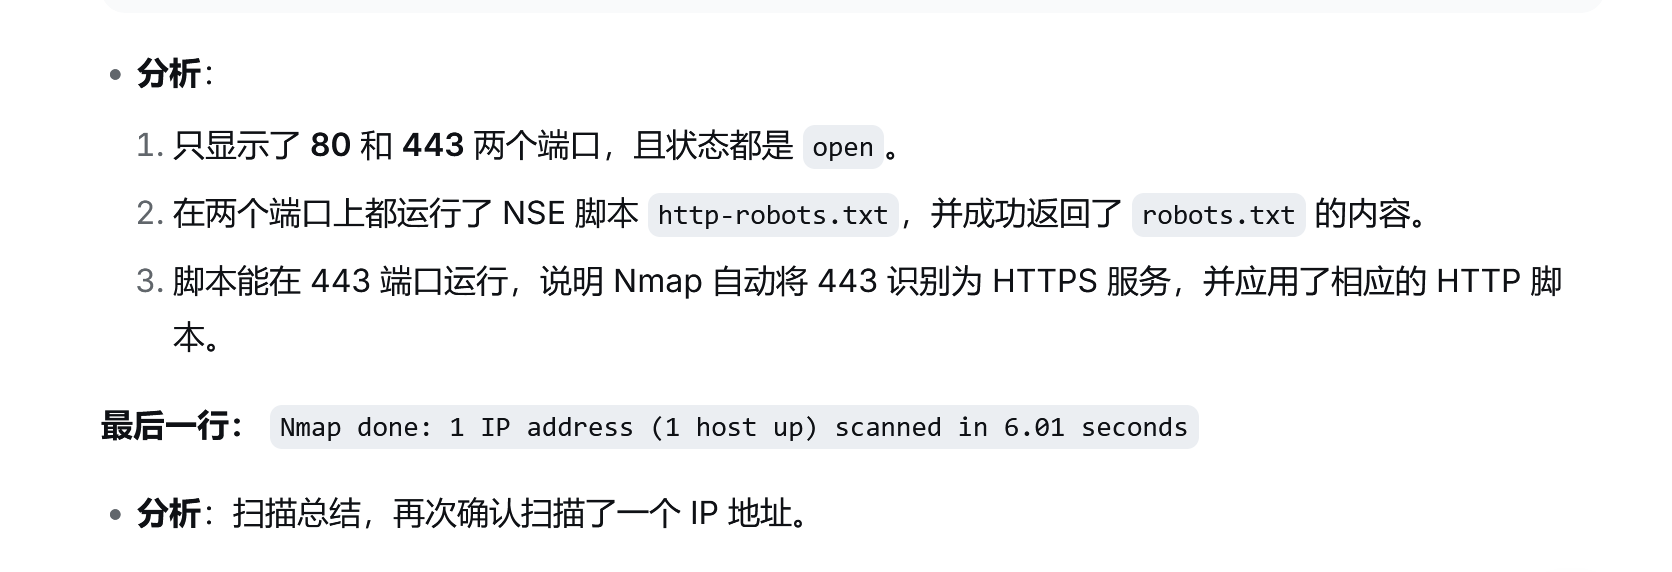 • 分析：
1. 只显示了 80 和 443 两个端口，且状态都是 open。
2. 在两个端口上都运行了 NSE 脚本 http-robots.txt，并成功返回了 robots.txt 的内容。
3. 脚本能在 443 端口运行，说明 Nmap 自动将 443 识别为 HTTPS 服务，并应用了相应的 HTTP 脚
本。
最后一行： Nmap done: 1 IP address (1 host up) scanned in 6.01 seconds
• 分析：扫描总结，再次确认扫描了一个 IP 地址。